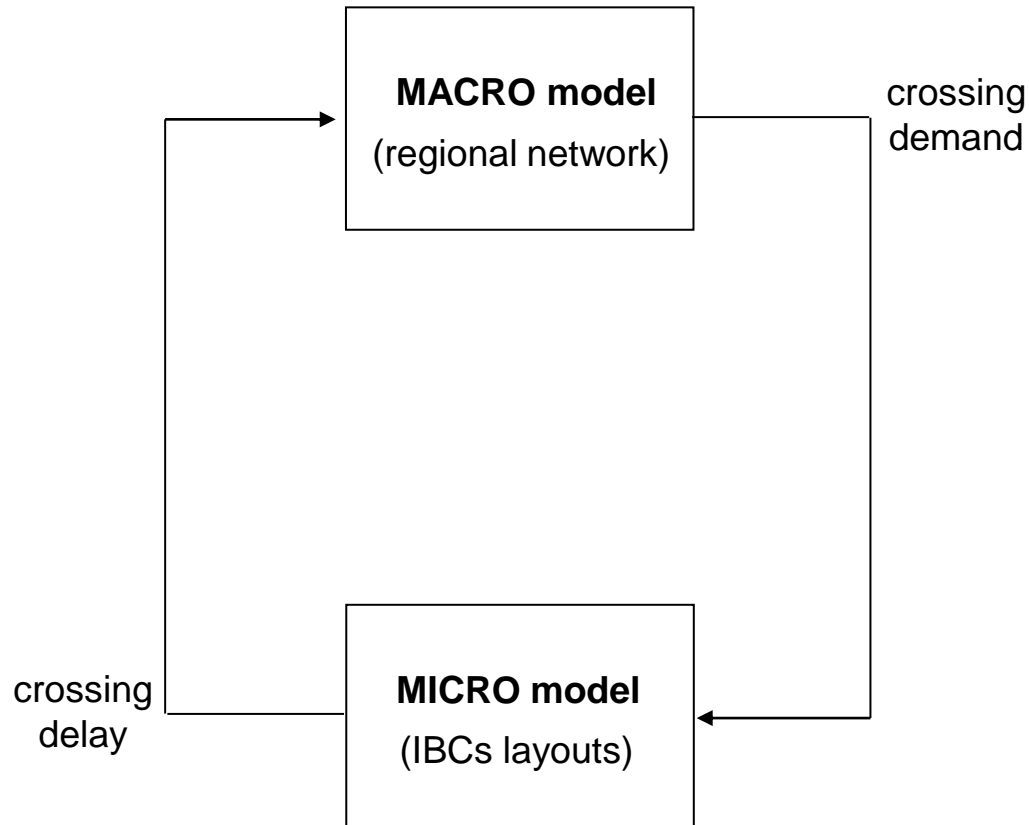 MACRO model
(regional network)
crossing
demand
MICRO model
(IBCs layouts)
crossing
delay